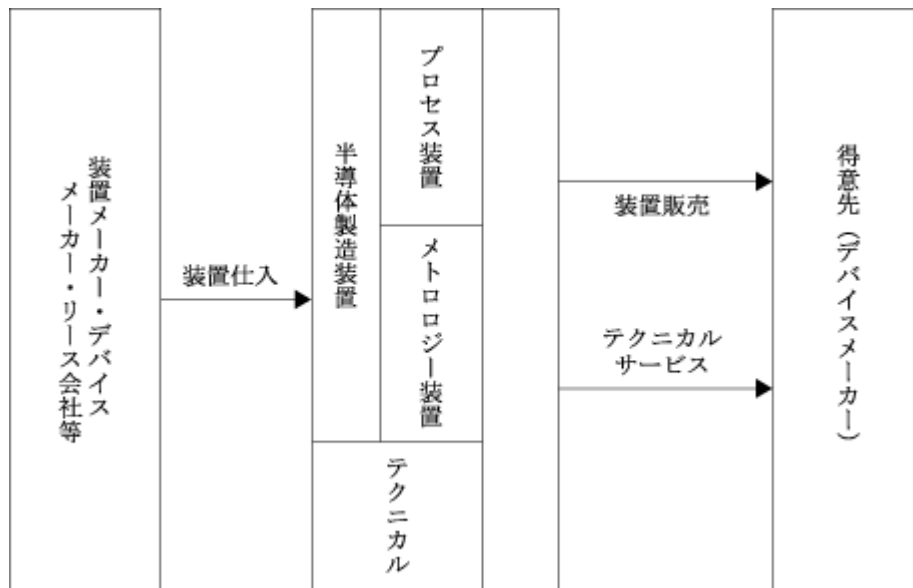 装置メーカー・デバイス
メーカー・リース会社等
装置仕入
半導体製造装置
プロセス装置
メトロロジー装置
テクニカル
装置販売
テクニカル
サービス
得意先（デバイスメーカー）